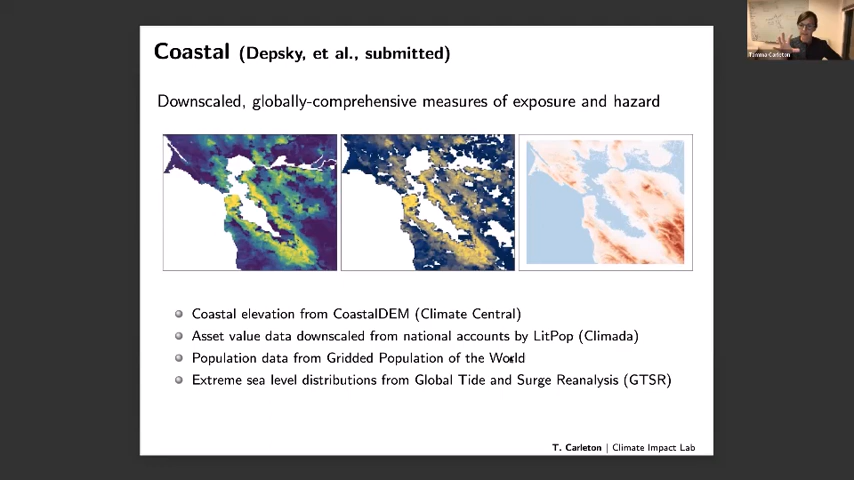 Coastal (Depsky, et al., submitted)
Downscaled, globally-comprehensive measures of exposure and hazard
Coastal elevation from CoastalDEM (Climate Central)
Asset value data downscaled from national accounts by LitPop (Climada)
Population data from Gridded Population of the World
Extreme sea level distributions from Global Tide and Surge Reanalysis (GTSR)
T. Carleton | Climate Impact Lab
Tamma Carleton